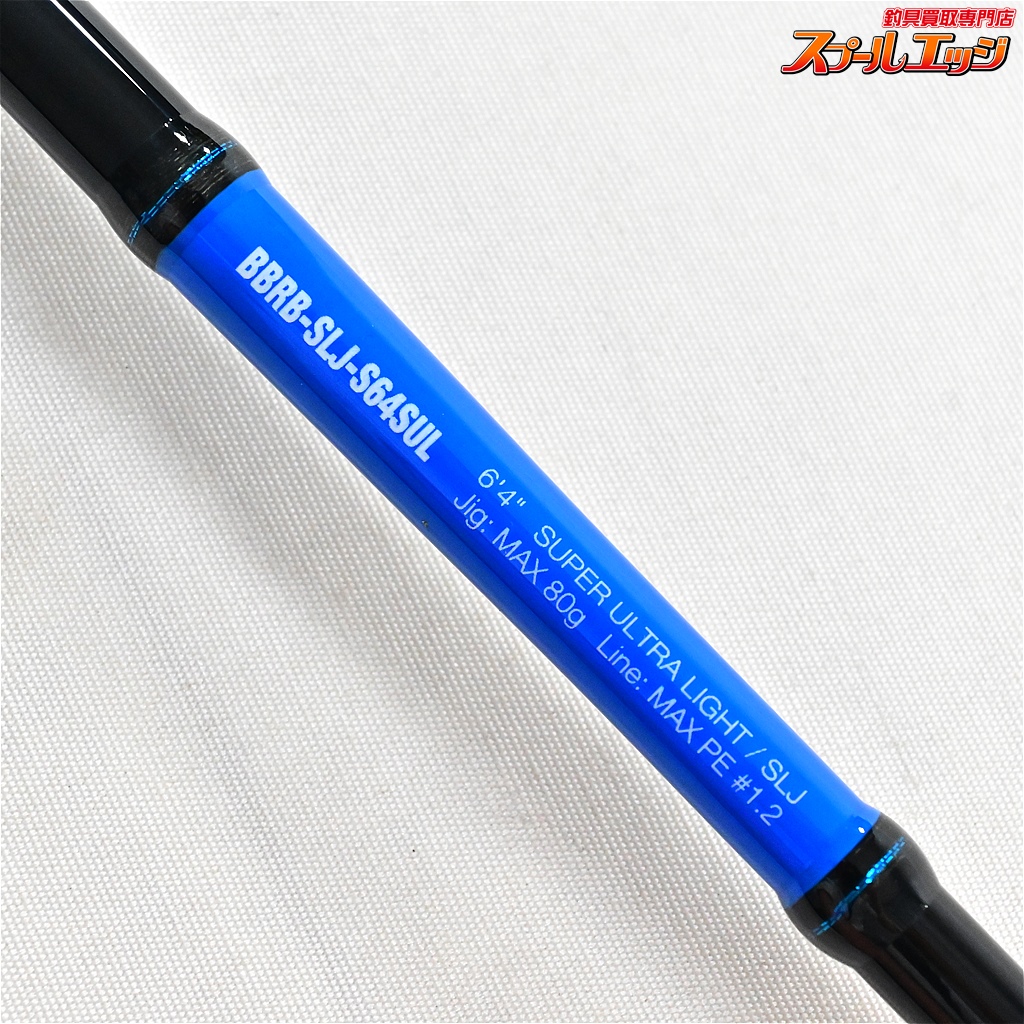 釣具買取専門店
スプールエッジ
BBRB-SLJ-S64SUL
6'4" SUPER ULTRA LIGHT / SLJ
Jig: MAX 80g Line: MAX PE #1.2